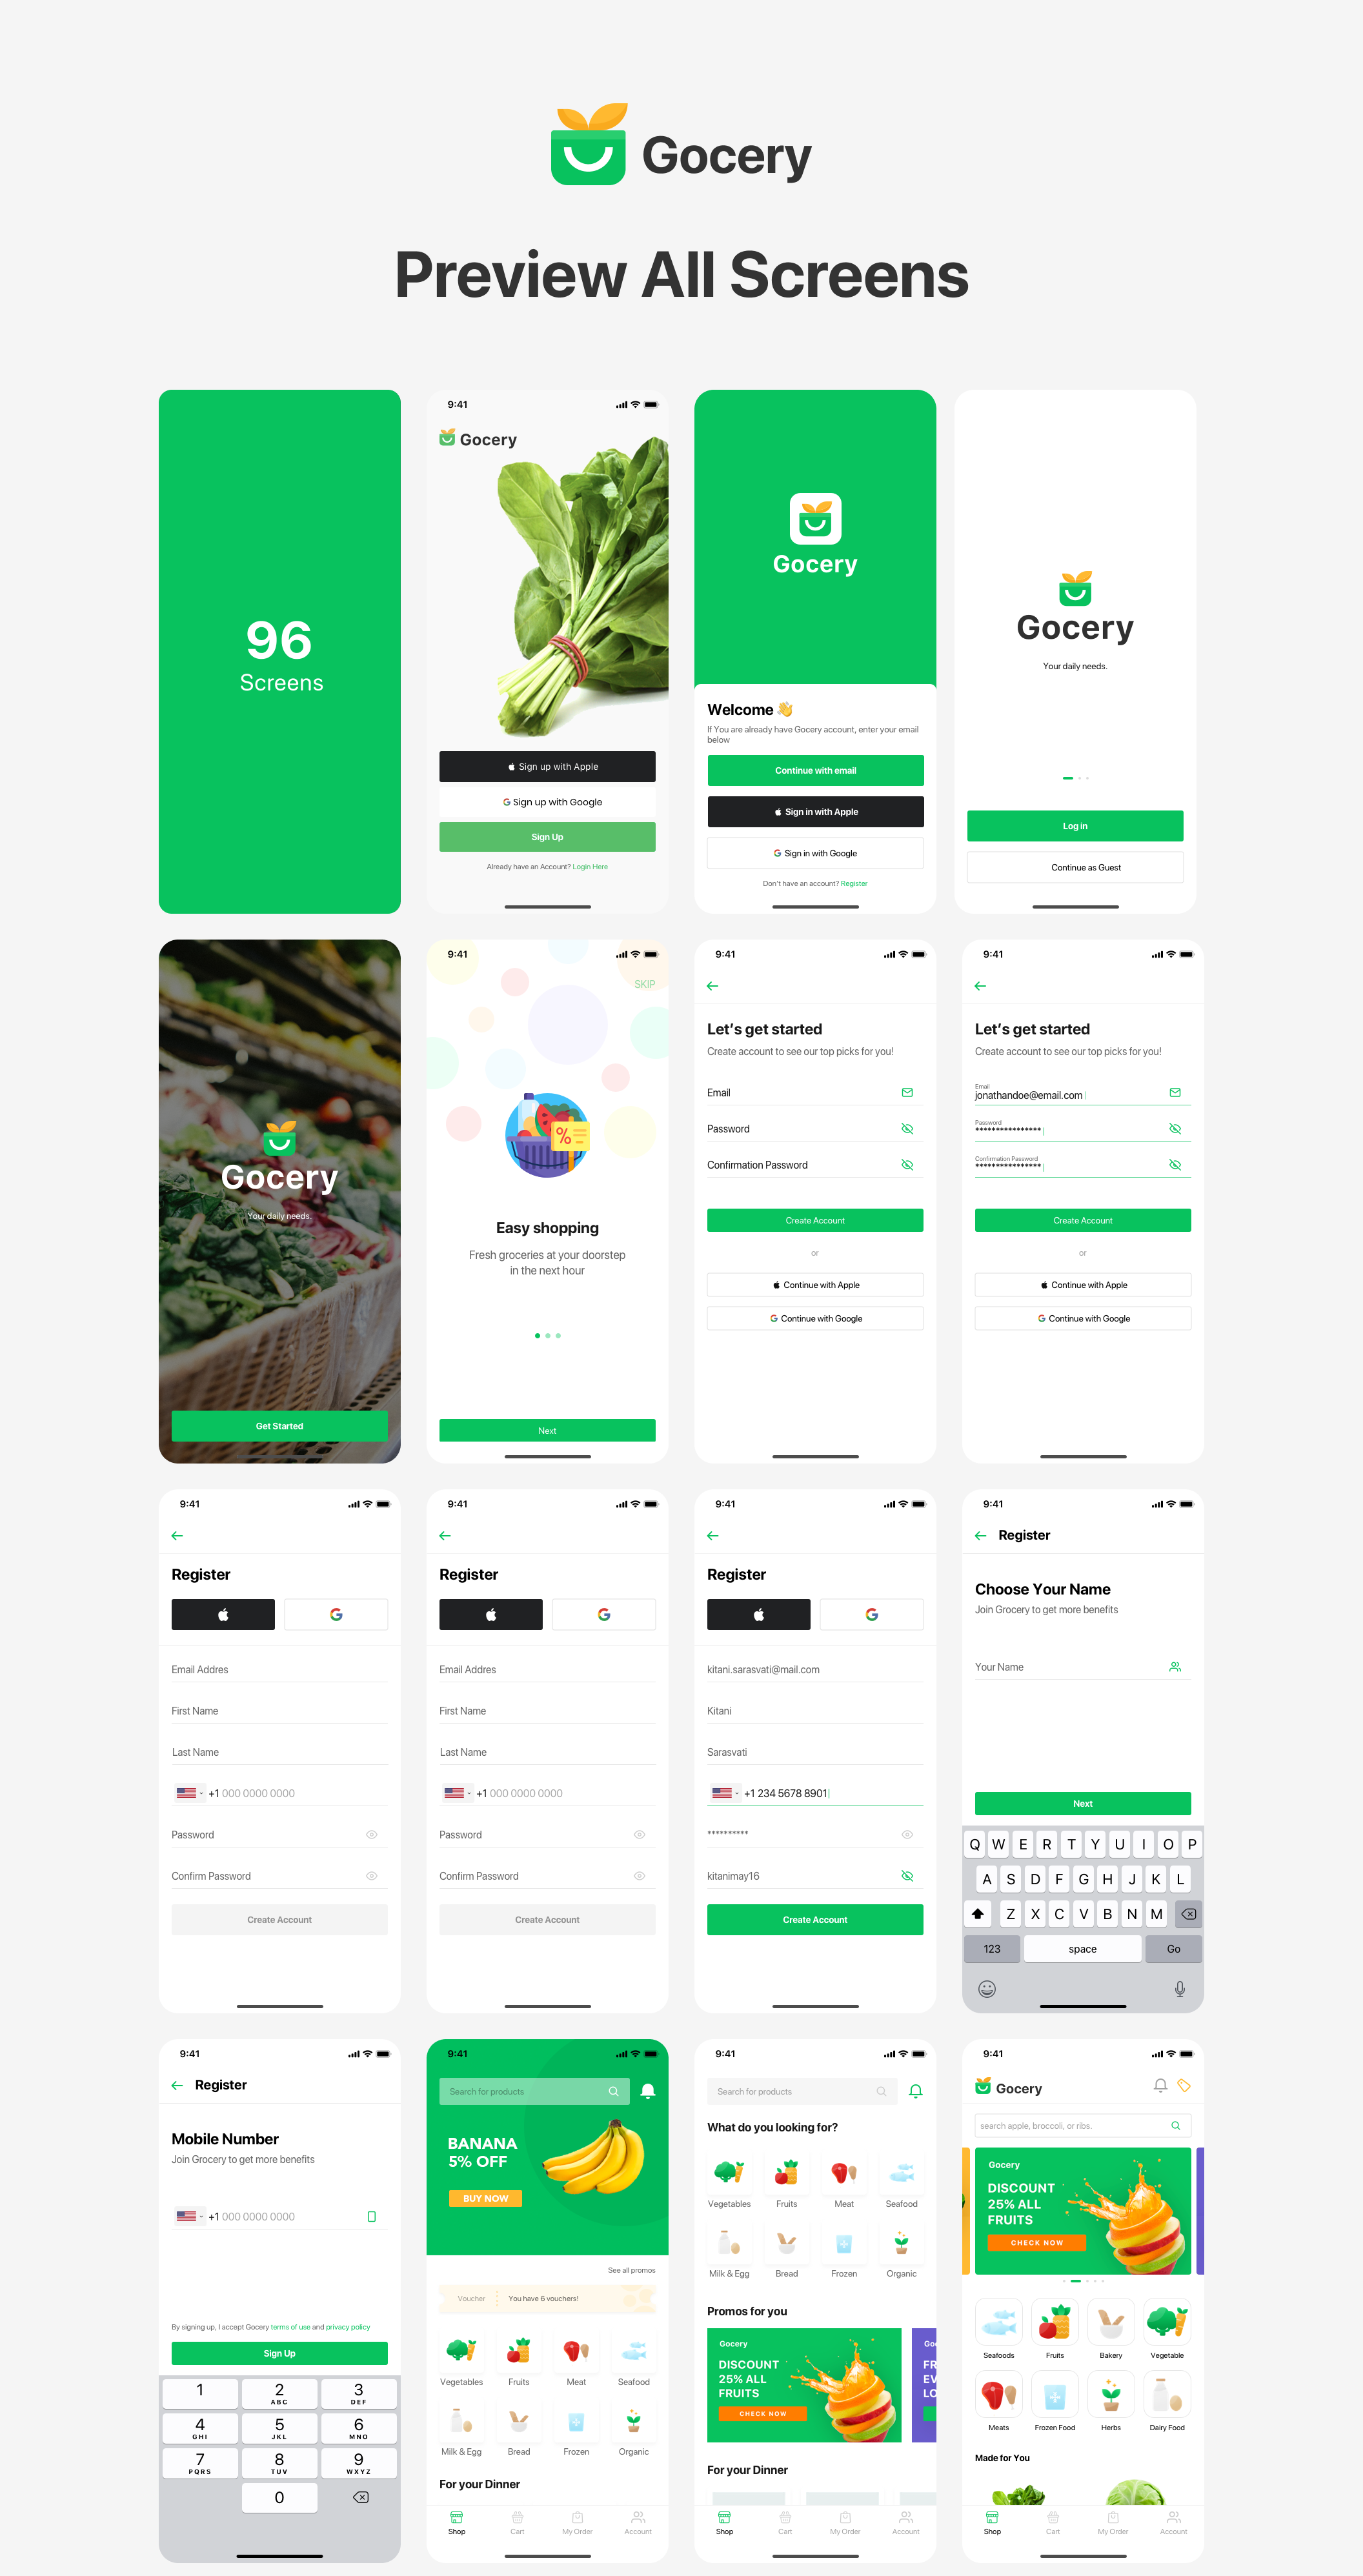 Gocery
Preview All Screens
96
Screens
9:41
Gocery
Sign up with Apple
Sign up with Google
Sign Up
Already have an Account? Login Here
Gocery
Welcome 👋
If You are already have Gocery account, enter your email
below
Continue with email
Sign in with Apple
Sign in with Google
Don't have an account? Register
Gocery
Your daily needs.
Log in
Continue as Guest
Gocery
Your daily needs.
Get Started
9:41
SKIP
%
Easy shopping
Fresh groceries at your doorstep
in the next hour
Next
9:41
Let's get started
Create account to see our top picks for you!
Email
Password
Confirmation Password
Create Account
or
Continue with Apple
Continue with Google
9:41
Let's get started
Create account to see our top picks for you!
Email
jonathandoe@email.com
Password
****************
Confirmation Password
****************
Create Account
or
Continue with Apple
Continue with Google
9:41
Register
Email Addres
First Name
Last Name
+1 000 0000 0000
Password
Confirm Password
Create Account
9:41
Register
Email Addres
First Name
Last Name
+1 000 0000 0000
Password
Confirm Password
Create Account
9:41
Register
kitani.sarasvati@mail.com
Kitani
Sarasvati
+1 234 5678 8901
**********
kitanimay16
Create Account
9:41
Register
Choose Your Name
Join Grocery to get more benefits
Your Name
Next
Q W E R T Y U I O P
A S D F G H J K L
Z X C V B N M
123 space Go
9:41
Register
Mobile Number
Join Grocery to get more benefits
+1 000 0000 0000
By signing up, I accept Gocery terms of use and privacy policy
Sign Up
1 2 3
ABC DEF
4 5 6
GHI JKL MNO
7 8 9
PQRS TUV WXYZ
0
9:41
Search for products
BANANA
5% OFF
BUY NOW
See all promos
Voucher You have 6 vouchers!
Vegetables Fruits Meat Seafood
Milk & Egg Bread Frozen Organic
For your Dinner
Shop Cart My Order Account
9:41
Search for products
What do you looking for?
Vegetables Fruits Meat Seafood
Milk & Egg Bread Frozen Organic
Promos for you
Gocery
DISCOUNT
25% ALL
FRUITS
CHECK NOW
Goc
FR
EV
LO
For your Dinner
Shop Cart My Order Account
9:41
Gocery
search apple, broccoli, or ribs.
Gocery
DISCOUNT
25% ALL
FRUITS
CHECK NOW
Seafoods Fruits Bakery Vegetable
Meats Frozen Food Herbs Dairy Food
Made for You
Shop Cart My Order Account